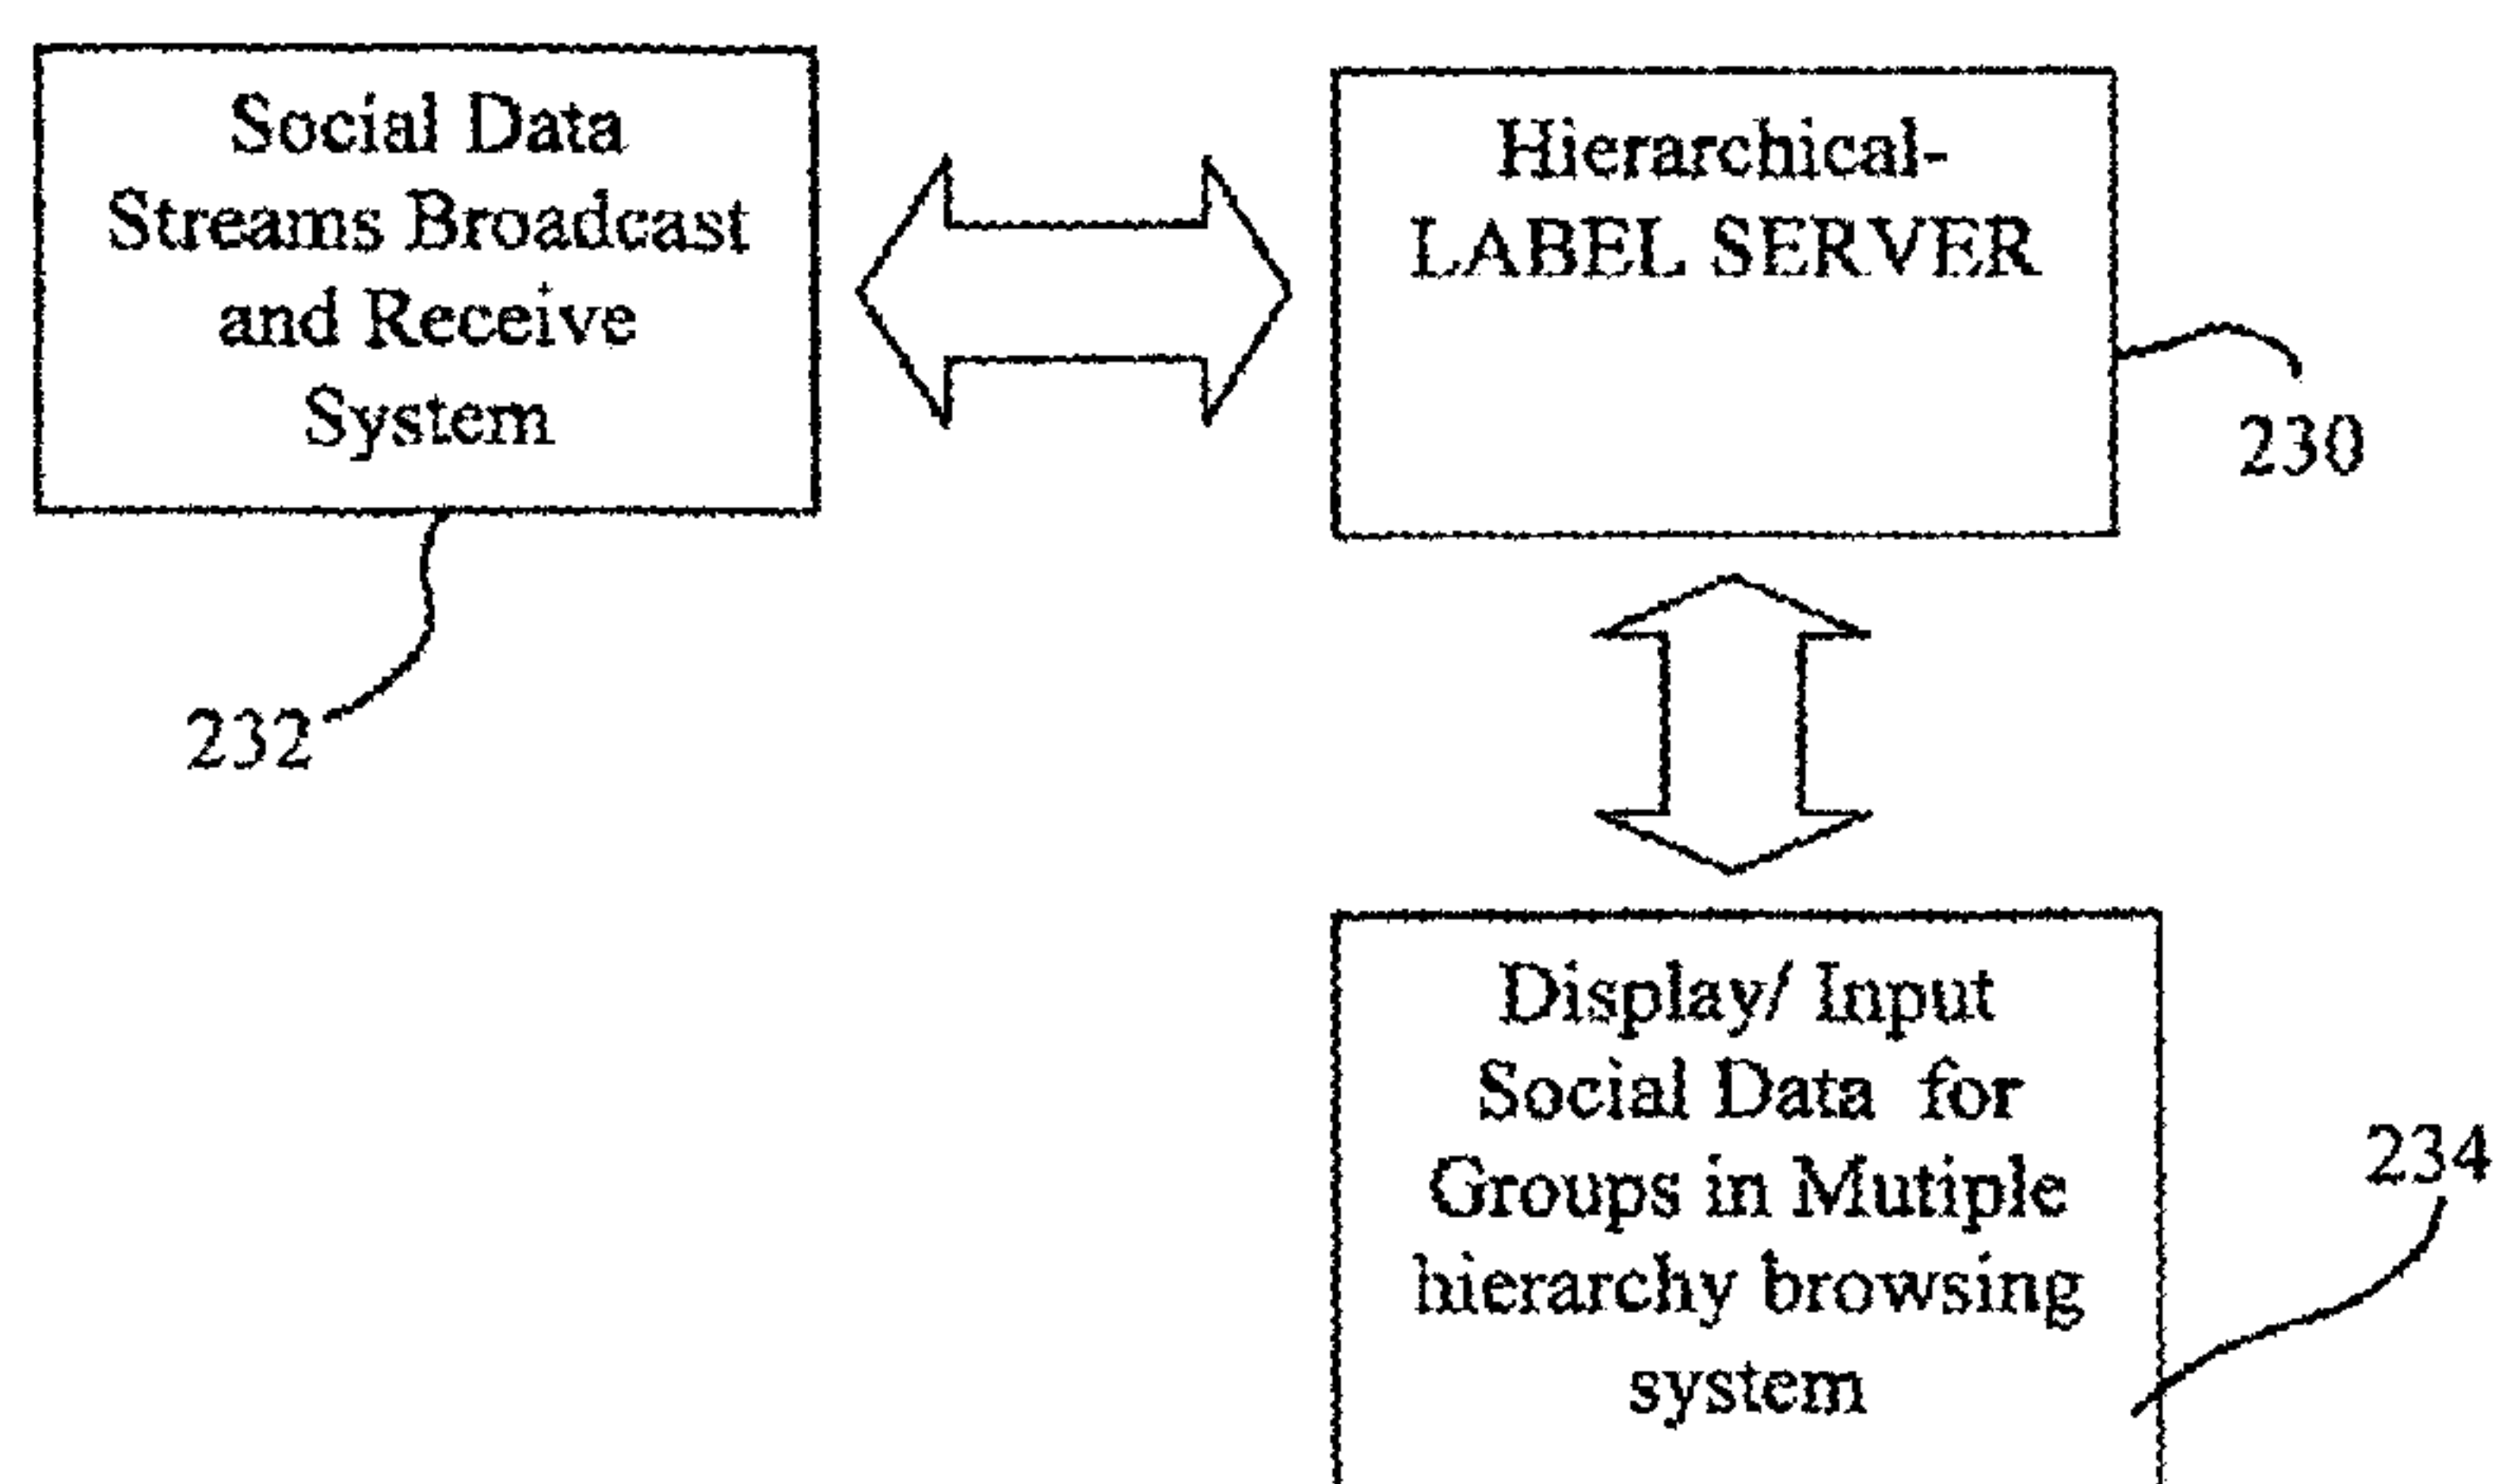 Social Data
Streams Broadcast
and Receive
System
Hierarchical-
LABEL SERVER
230
232
Display/ Input
Social Data for
Groups in Mutiple
hierarchy browsing
system
234